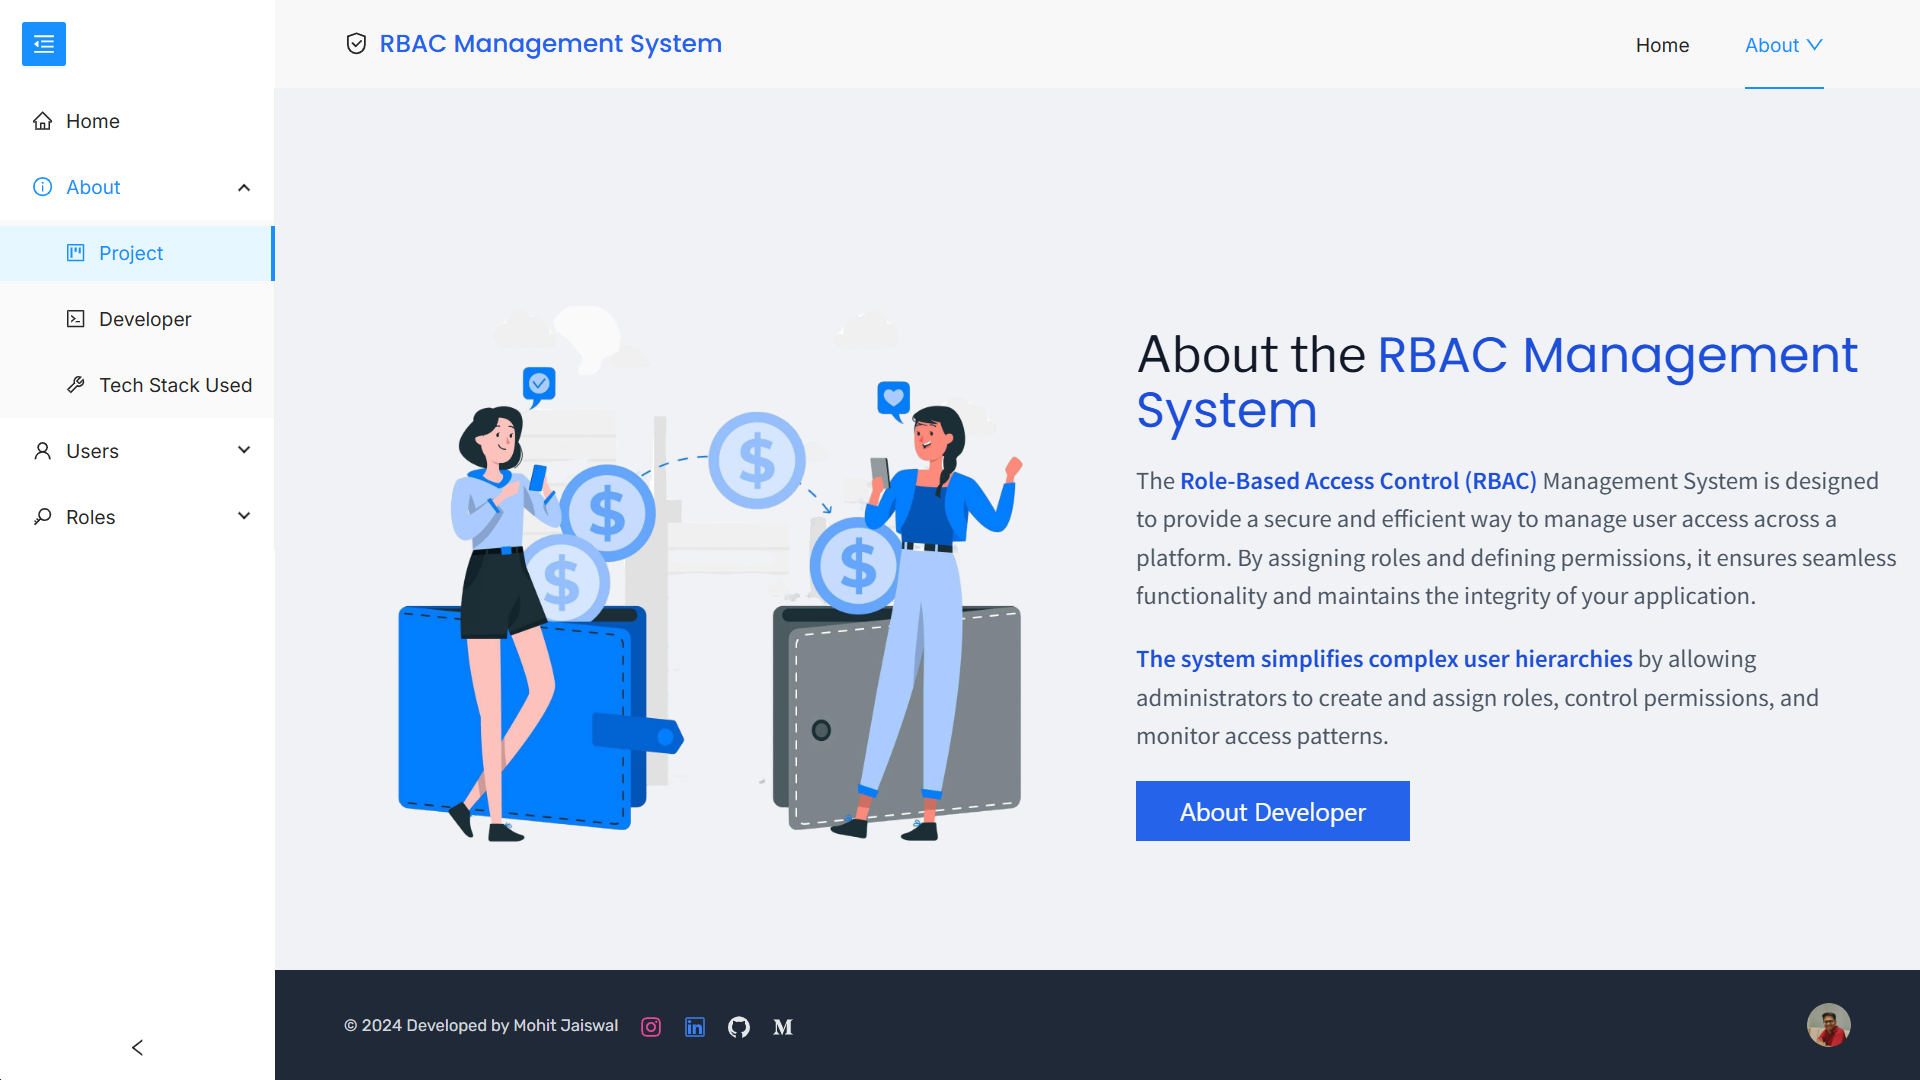 RBAC Management System
Home
About
Home
About
Project
Developer
Tech Stack Used
Users
Roles
About the RBAC Management
System
The Role-Based Access Control (RBAC) Management System is designed
to provide a secure and efficient way to manage user access across a
platform. By assigning roles and defining permissions, it ensures seamless
functionality and maintains the integrity of your application.
The system simplifies complex user hierarchies by allowing
administrators to create and assign roles, control permissions, and
monitor access patterns.
About Developer
© 2024 Developed by Mohit Jaiswal